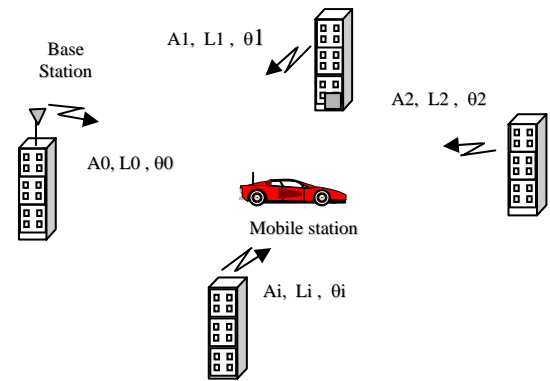 Base
Station
A1, L1 , θ1
A2, L2 , θ2
A0, L0 , θ0
Mobile station
Ai, Li , θi